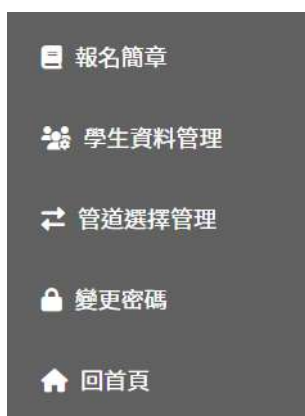 報名簡章
學生資料管理
管道選擇管理
變更密碼
回首頁